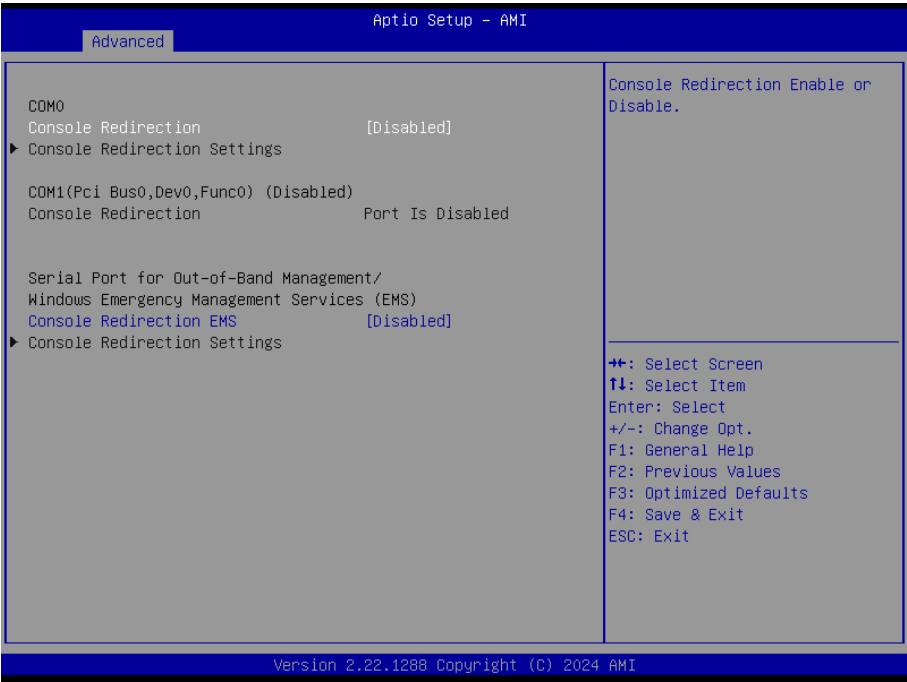 Aptio Setup – AMI
Advanced
COM0
Console Redirection [Disabled]
Console Redirection Settings
COM1(Pci Bus0,Dev0,Func0) (Disabled)
Console Redirection Port Is Disabled
Serial Port for Out-of-Band Management/
Windows Emergency Management Services (EMS)
Console Redirection EMS [Disabled]
Console Redirection Settings
Console Redirection Enable or
Disable.
→←: Select Screen
↑↓: Select Item
Enter: Select
+/-: Change Opt.
F1: General Help
F2: Previous Values
F3: Optimized Defaults
F4: Save & Exit
ESC: Exit
Version 2.22.1288 Copyright (C) 2024 AMI